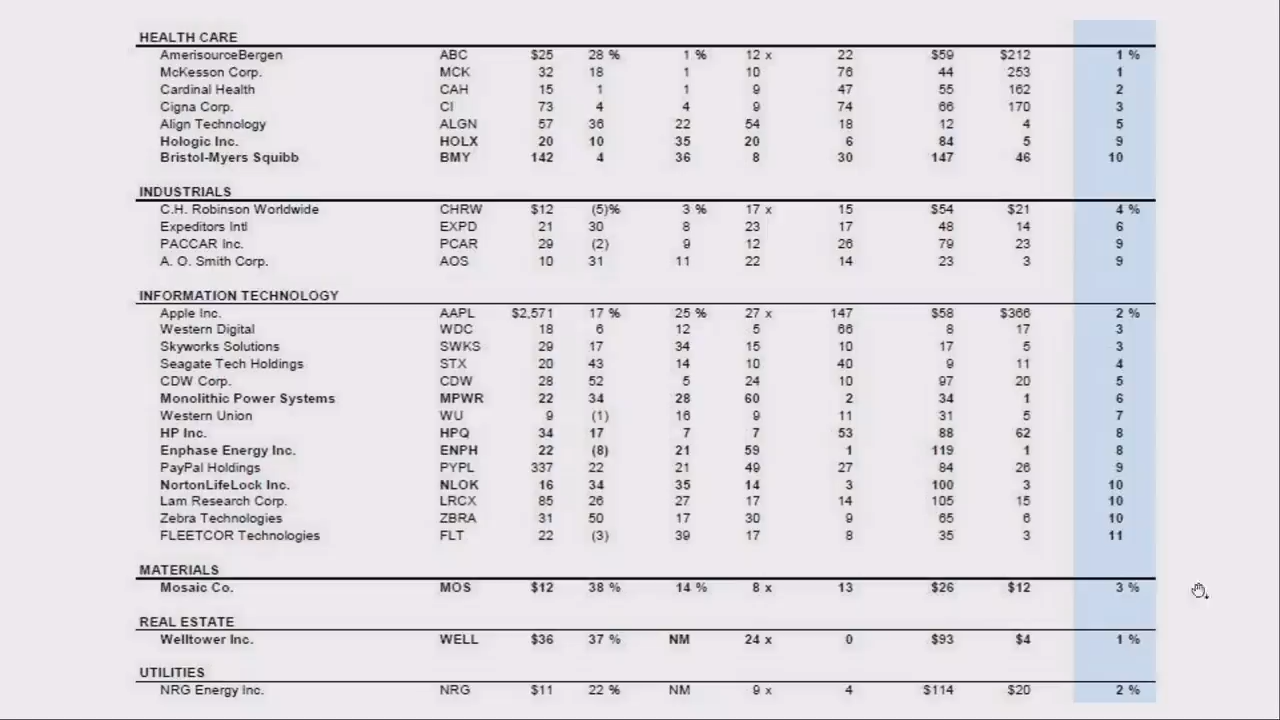 HEALTH CARE
AmerisourceBergen ABC $25 28 % 1 % 12 x 22 $59 $212 1 %
McKesson Corp. MCK 32 18 1 10 76 44 253 1
Cardinal Health CAH 15 1 1 9 47 55 162 2
Cigna Corp. CI 73 4 4 9 74 66 170 3
Align Technology ALGN 57 36 22 54 18 12 4 5
Hologic Inc. HOLX 20 10 35 20 6 84 5 9
Bristol-Myers Squibb BMY 142 4 36 8 30 147 46 10
INDUSTRIALS
C.H. Robinson Worldwide CHRW $12 (5)% 3 % 17 x 15 $54 $21 4 %
Expeditors Intl EXPD 21 30 8 23 17 48 14 6
PACCAR Inc. PCAR 29 (2) 9 12 26 79 23 9
A. O. Smith Corp. AOS 10 31 11 22 14 23 3 9
INFORMATION TECHNOLOGY
Apple Inc. AAPL $2,571 17 % 25 % 27 x 147 $58 $366 2 %
Western Digital WDC 18 6 12 5 66 8 17 3
Skyworks Solutions SWKS 29 17 34 15 10 17 5 3
Seagate Tech Holdings STX 20 43 14 10 40 9 11 4
CDW Corp. CDW 28 52 5 24 10 97 20 5
Monolithic Power Systems MPWR 22 34 28 60 2 34 1 6
Western Union WU 9 (1) 16 9 11 31 5 7
HP Inc. HPQ 34 17 7 7 53 88 62 8
Enphase Energy Inc. ENPH 22 (8) 21 59 1 119 1 8
PayPal Holdings PYPL 337 22 21 49 27 84 26 9
NortonLifeLock Inc. NLOK 16 34 35 14 3 100 3 10
Lam Research Corp. LRCX 85 26 27 17 14 105 15 10
Zebra Technologies ZBRA 31 50 17 30 9 65 6 10
FLEETCOR Technologies FLT 22 (3) 39 17 8 35 3 11
MATERIALS
Mosaic Co. MOS $12 38 % 14 % 8 x 13 $26 $12 3 %
REAL ESTATE
Welltower Inc. WELL $36 37 % NM 24 x 0 $93 $4 1 %
UTILITIES
NRG Energy Inc. NRG $11 22 % NM 9 x 4 $114 $20 2 %